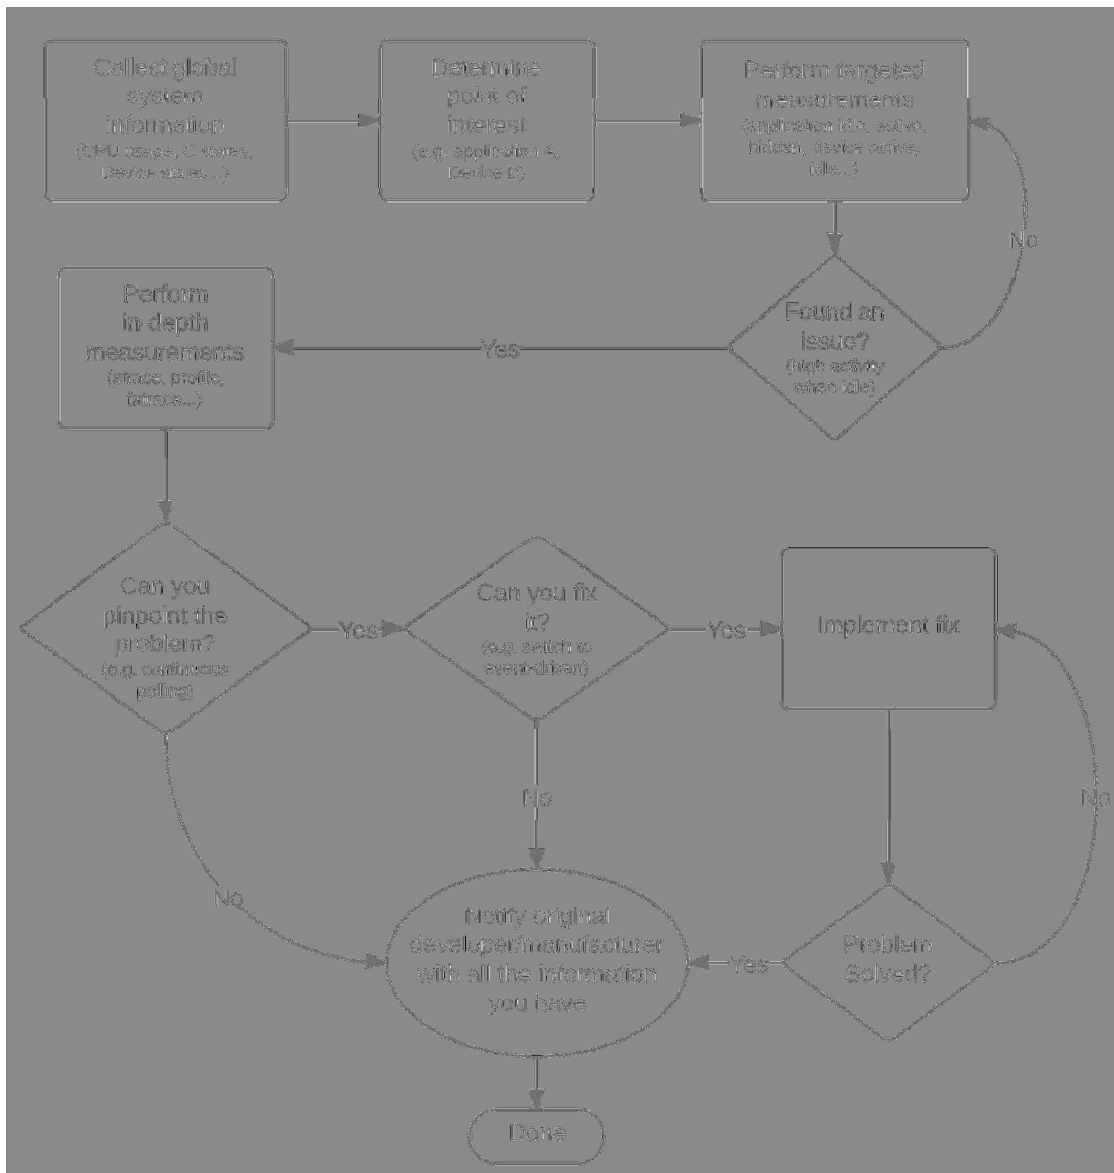 Collect global
system
information
(CPU usage, C-states,
Device states...)
Determine
point of
interest
(e.g. application A,
Device B)
Perform targeted
measurements
(application idle, active,
hidden, device active,
idle...)
No
Found an
issue?
(high activity
when idle)
Yes
Perform
in-depth
measurements
(strace, profile,
fatrace...)
Can you
pinpoint the
problem?
(e.g. continuous
polling)
Yes
Can you fix
it?
(e.g. switch to
event-driven)
Yes
Implement fix
No
No
No
Notify original
developer/manufacturer
with all the information
you have
Yes
Problem
Solved?
Done